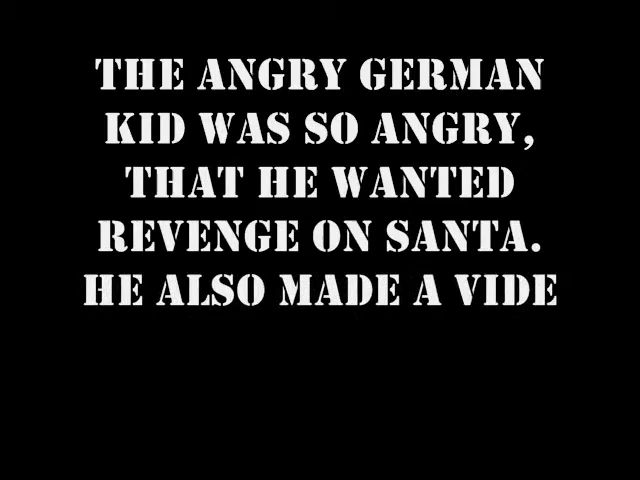 THE ANGRY GERMAN
KID WAS SO ANGRY,
THAT HE WANTED
REVENGE ON SANTA.
HE ALSO MADE A VIDE